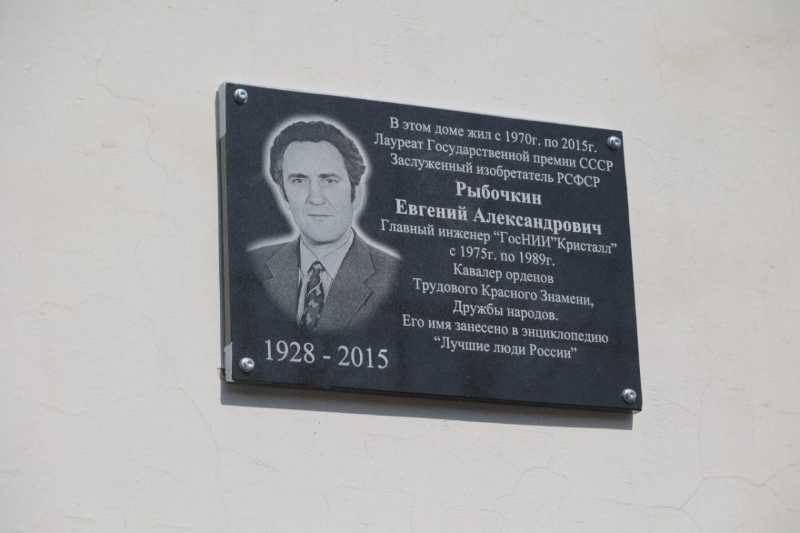 В этом доме жил с 1970г. по 2015г.
Лауреат Государственной премии СССР
Заслуженный изобретатель РСФСР
Рыбочкин
Евгений Александрович
Главный инженер "ГосНИИ"Кристалл"
с 1975г. по 1989г.
Кавалер орденов
Трудового Красного Знамени,
Дружбы народов.
Его имя занесено в энциклопедию
"Лучшие люди России"
1928 - 2015